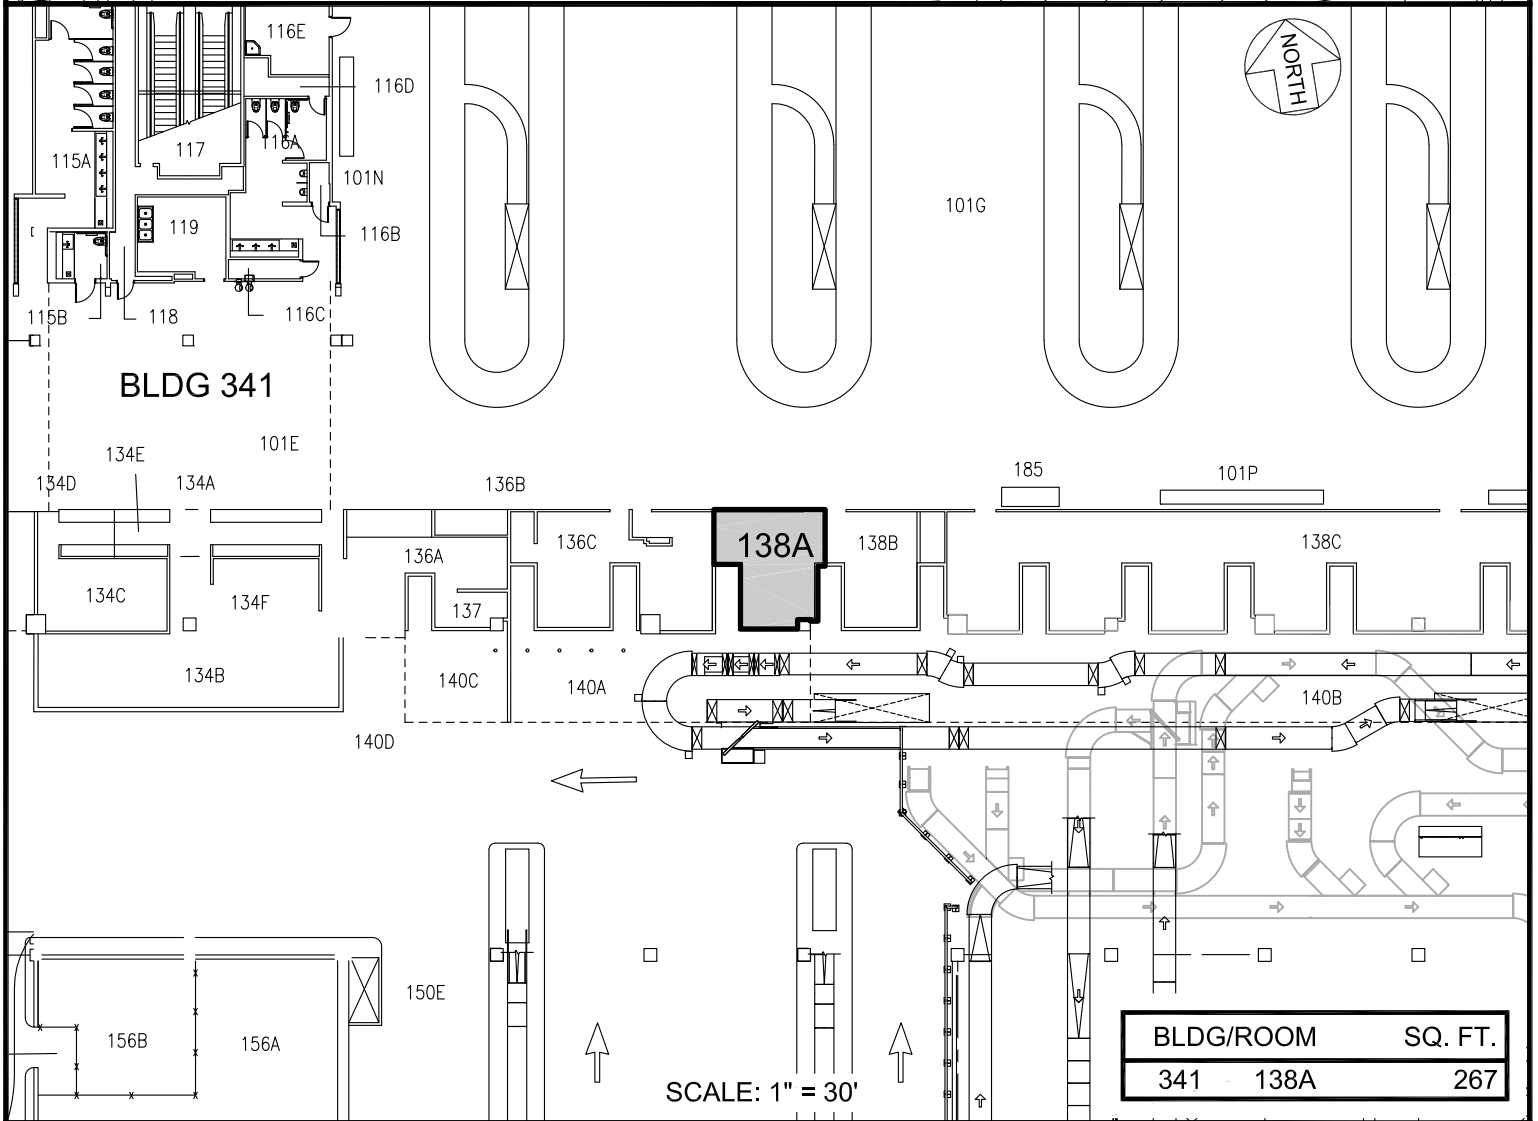 116E
NORTH
116D
117
116A
115A
101N
101G
119
116B
115B
118
116C
BLDG 341
101E
134E
134D
134A
136B
185
101P
136A
136C
138A
138B
138C
134C
134F
137
134B
140C
140A
140B
140D
150E
156B
156A
BLDG/ROOM SQ. FT.
341 138A 267
SCALE: 1" = 30'